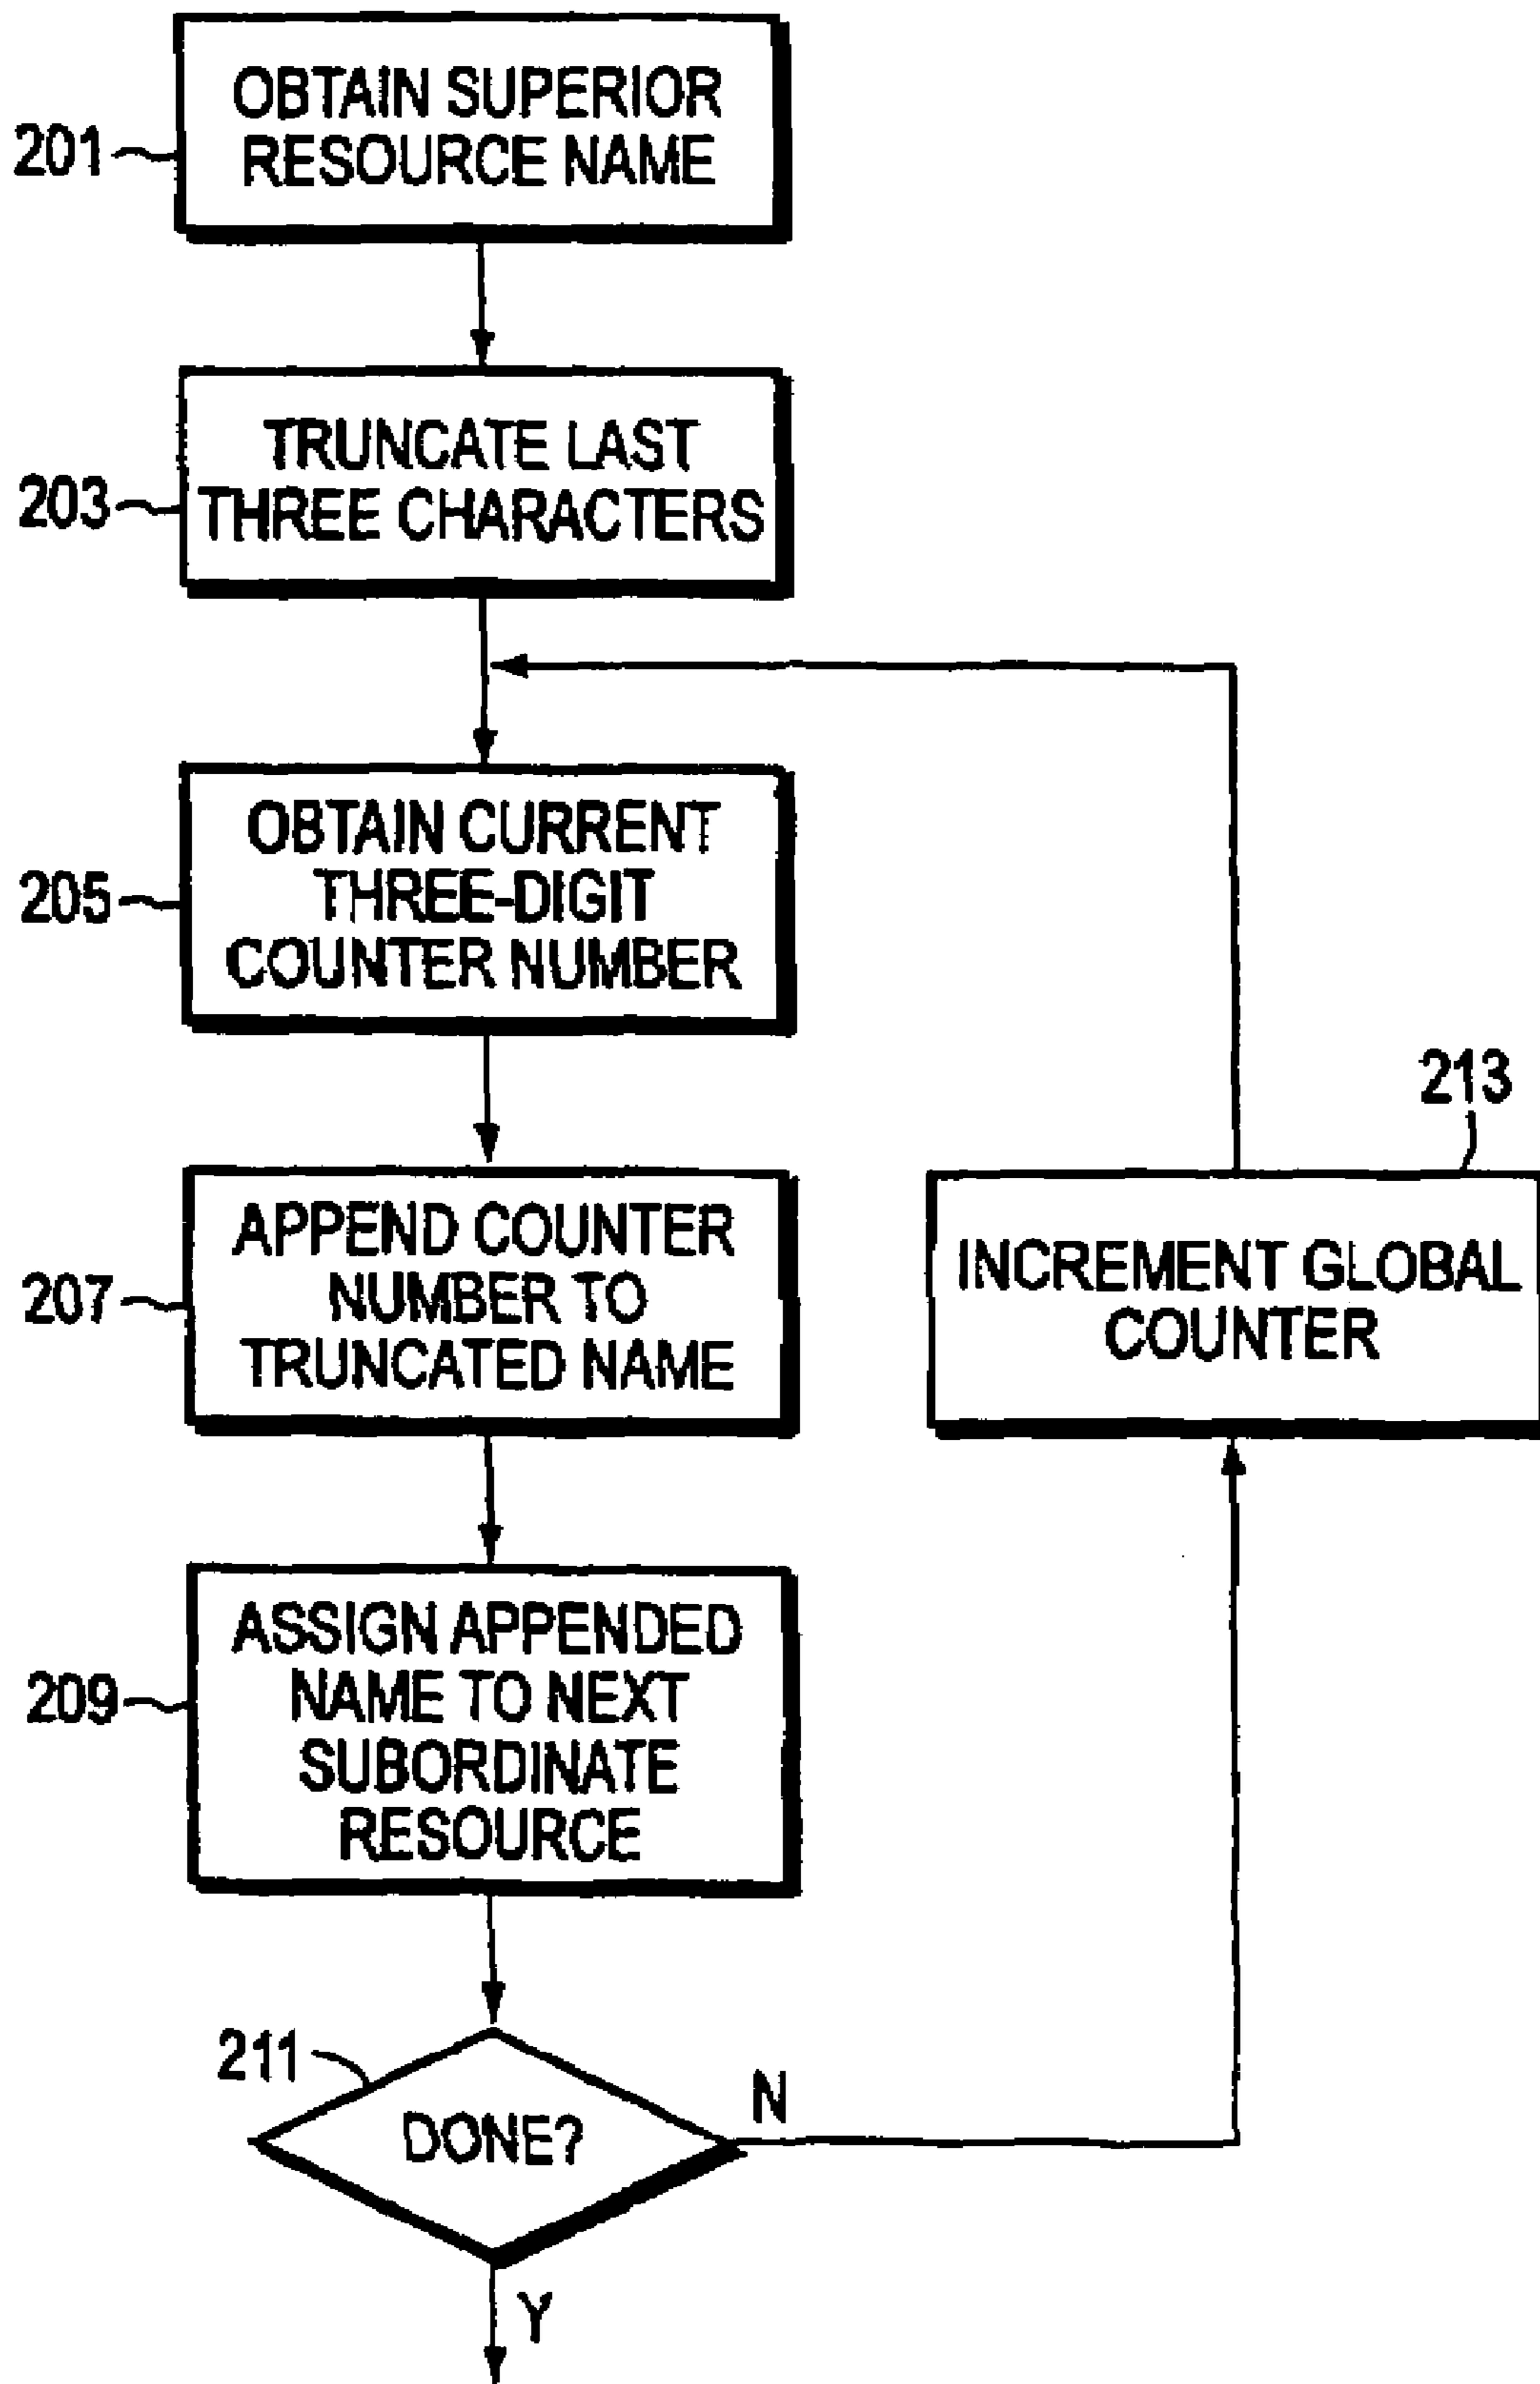 OBTAIN SUPERIOR
RESOURCE NAME
201
TRUNCATE LAST
THREE CHARACTERS
203
OBTAIN CURRENT
THREE-DIGIT
COUNTER NUMBER
205
213
APPEND COUNTER
NUMBER TO
TRUNCATED NAME
207
INCREMENT GLOBAL
COUNTER
ASSIGN APPENDED
NAME TO NEXT
SUBORDINATE
RESOURCE
209
211
DONE?
N
Y